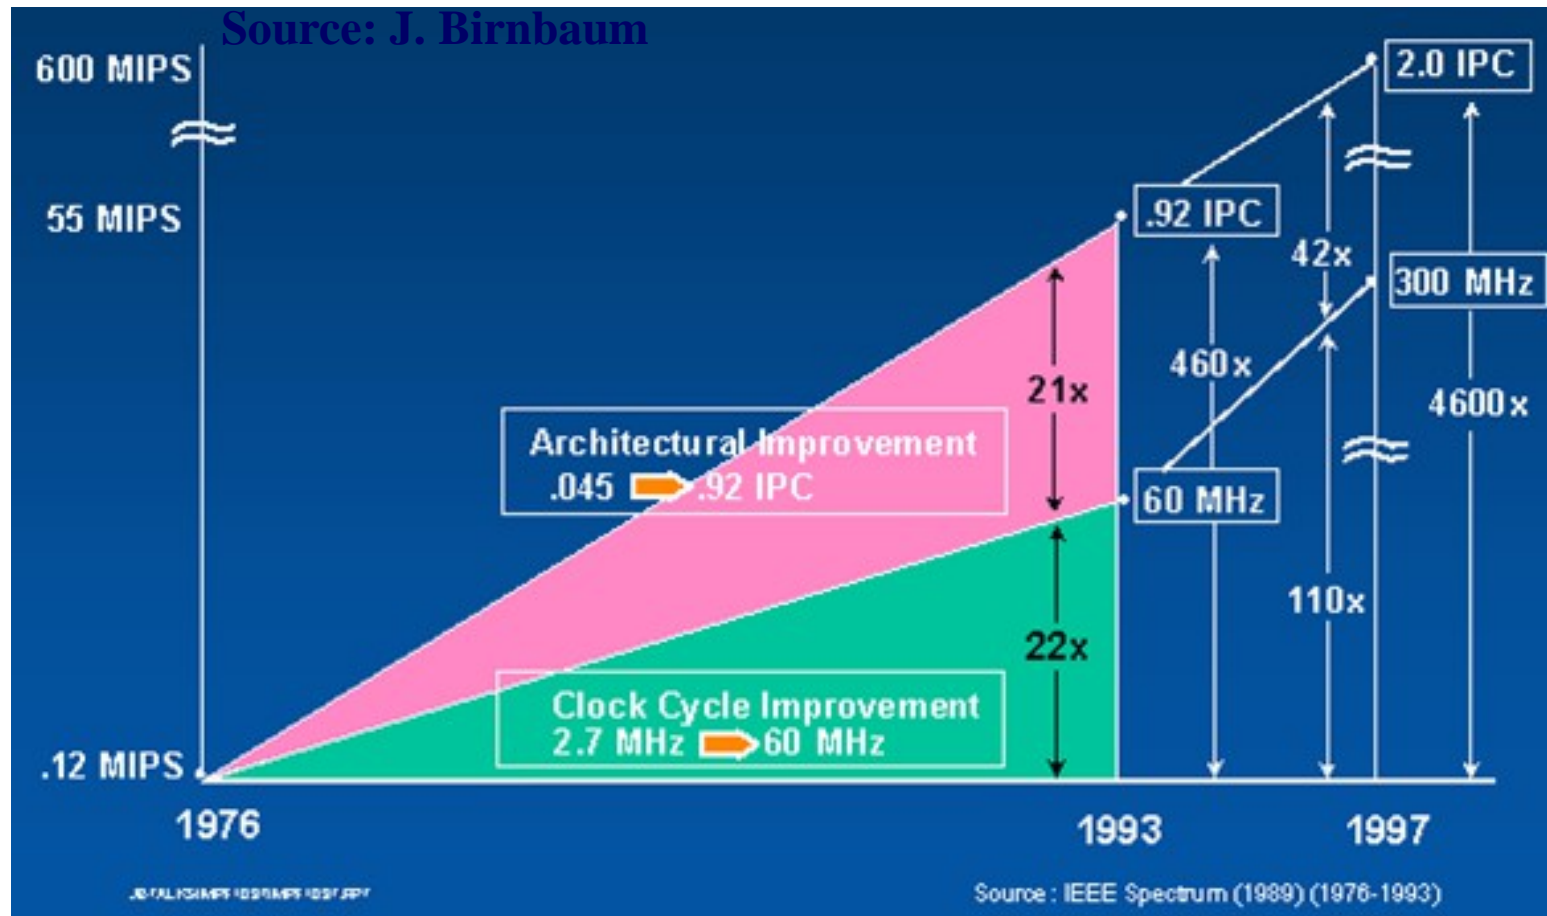 Source: J. Birnbaum
600 MIPS
2.0 IPC
55 MIPS
.92 IPC
42x
300 MHz
460x
21x
4600x
Architectural Improvement
.045 .92 IPC
60 MHz
110x
22x
Clock Cycle Improvement
2.7 MHz 60 MHz
.12 MIPS
1976
1993
1997
Source : IEEE Spectrum (1989) (1976-1993)